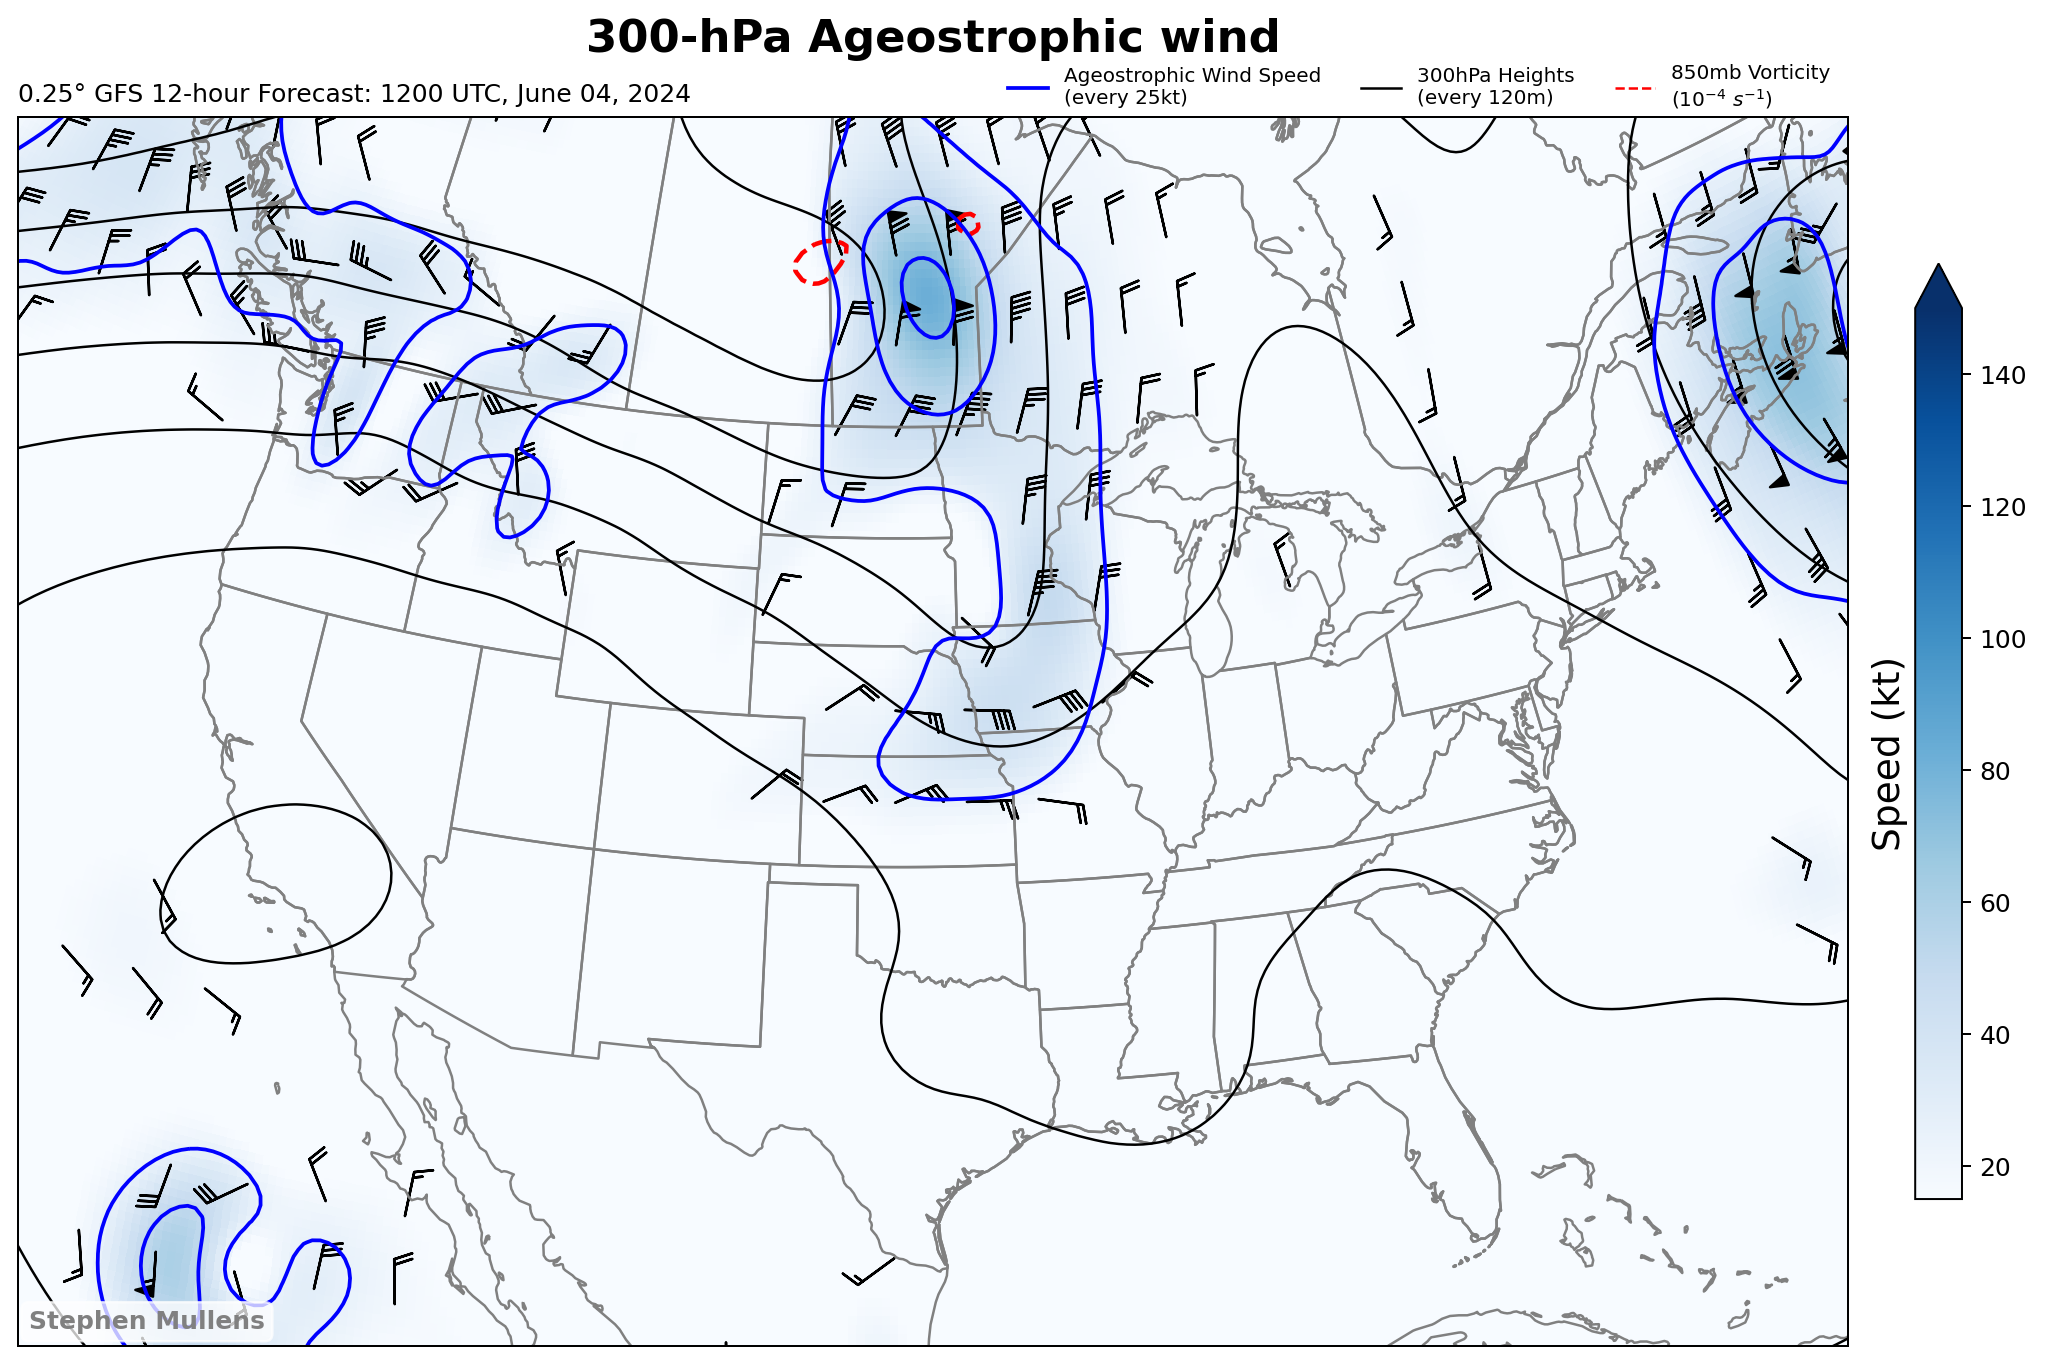 300-hPa Ageostrophic wind
0.25° GFS 12-hour Forecast: 1200 UTC, June 04, 2024
Ageostrophic Wind Speed
(every 25kt)
300hPa Heights
(every 120m)
850mb Vorticity
(10⁻⁴ s⁻¹)
140
120
100
80
60
40
20
Speed (kt)
Stephen Mullens